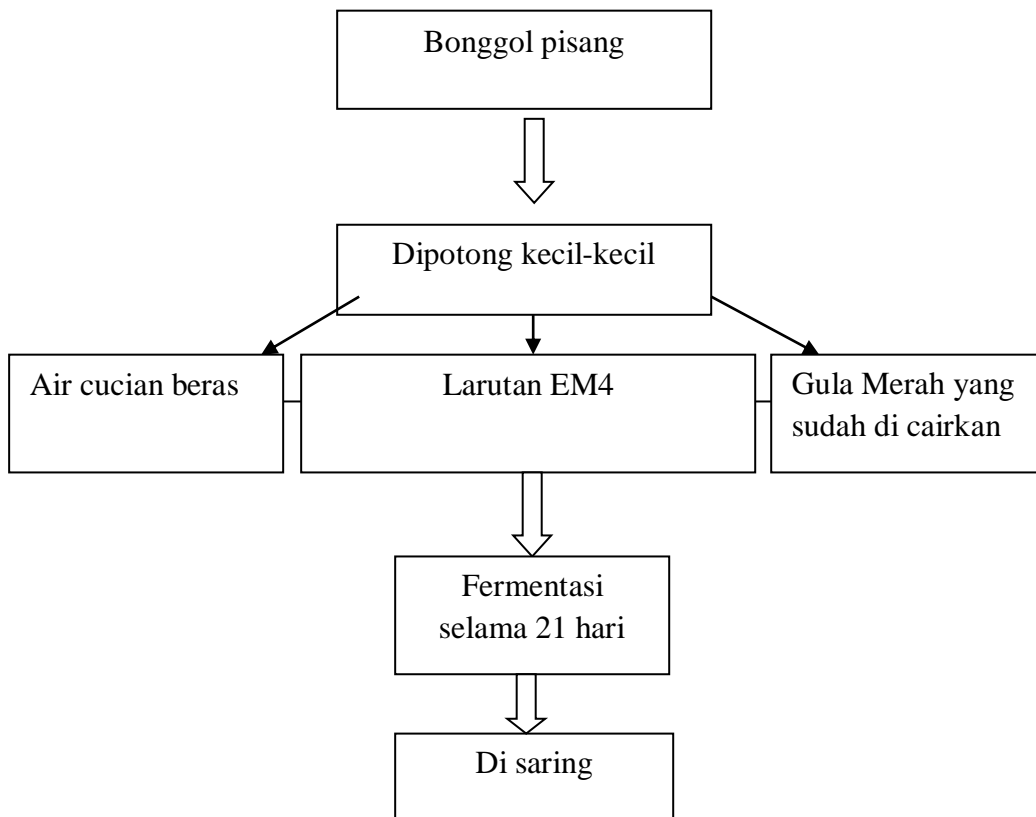 Bonggol pisang
Dipotong kecil-kecil
Air cucian beras
Larutan EM4
Gula Merah yang
sudah di cairkan
Fermentasi
selama 21 hari
Di saring